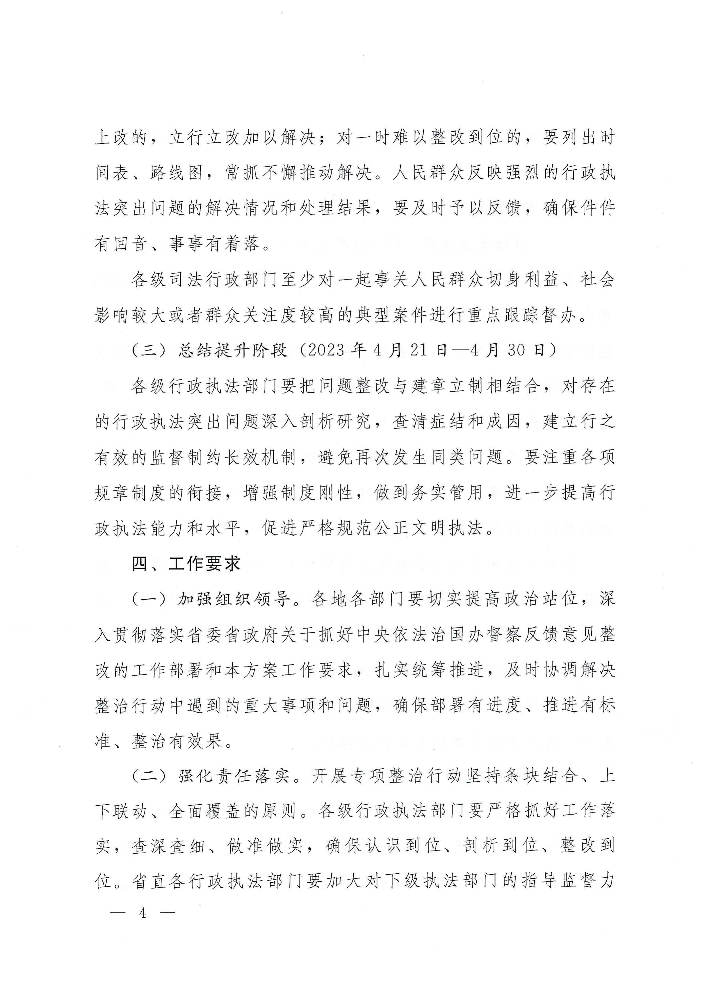 上改的，立行立改加以解决；对一时难以整改到位的，要列出时
间表、路线图，常抓不懈推动解决。人民群众反映强烈的行政执
法突出问题的解决情况和处理结果，要及时予以反馈，确保件件
有回音、事事有着落。
各级司法行政部门至少对一起事关人民群众切身利益、社会
影响较大或者群众关注度较高的典型案件进行重点跟踪督办。
（三）总结提升阶段（2023 年 4 月 21 日—4 月 30 日）
各级行政执法部门要把问题整改与建章立制相结合，对存在
的行政执法突出问题深入剖析研究，查清症结和成因，建立行之
有效的监督制约长效机制，避免再次发生同类问题。要注重各项
规章制度的衔接，增强制度刚性，做到务实管用，进一步提高行
政执法能力和水平，促进严格规范公正文明执法。
四、工作要求
（一）加强组织领导。各地各部门要切实提高政治站位，深
入贯彻落实省委省政府关于抓好中央依法治国办督察反馈意见整
改的工作部署和本方案工作要求，扎实统筹推进，及时协调解决
整治行动中遇到的重大事项和问题，确保部署有进度、推进有标
准、整治有效果。
（二）强化责任落实。开展专项整治行动坚持条块结合、上
下联动、全面覆盖的原则。各级行政执法部门要严格抓好工作落
实，查深查细、做准做实，确保认识到位、剖析到位、整改到
位。省直各行政执法部门要加大对下级执法部门的指导监督力
— 4 —